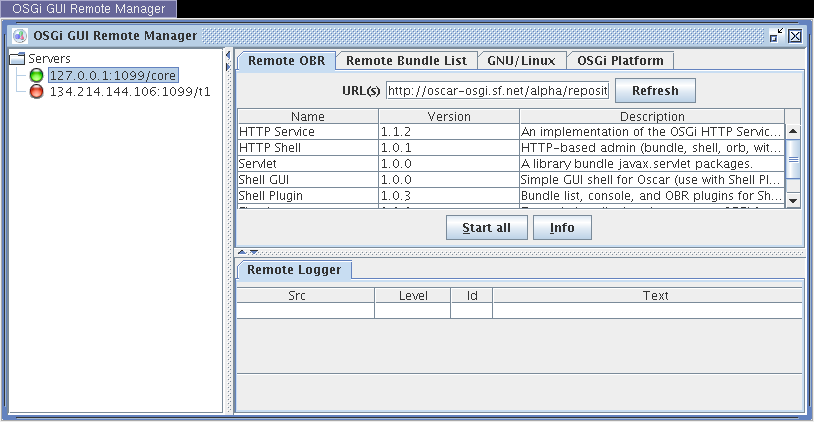 OSGi GUI Remote Manager
OSGi GUI Remote Manager
Servers
127.0.0.1:1099/core
134.214.144.106:1099/t1
Remote OBR Remote Bundle List GNU/Linux OSGi Platform
URL(s) http://oscar-osgi.sf.net/alpha/reposit Refresh
Name Version Description
HTTP Service 1.1.2 An implementation of the OSGi HTTP Servic...
HTTP Shell 1.0.1 HTTP-based admin (bundle, shell, orb, wit...
Servlet 1.0.0 A library bundle javax.servlet packages.
Shell GUI 1.0.0 Simple GUI shell for Oscar (use with Shell Pl...
Shell Plugin 1.0.3 Bundle list, console, and OBR plugins for Sh...
Start all Info
Remote Logger
Src Level Id Text